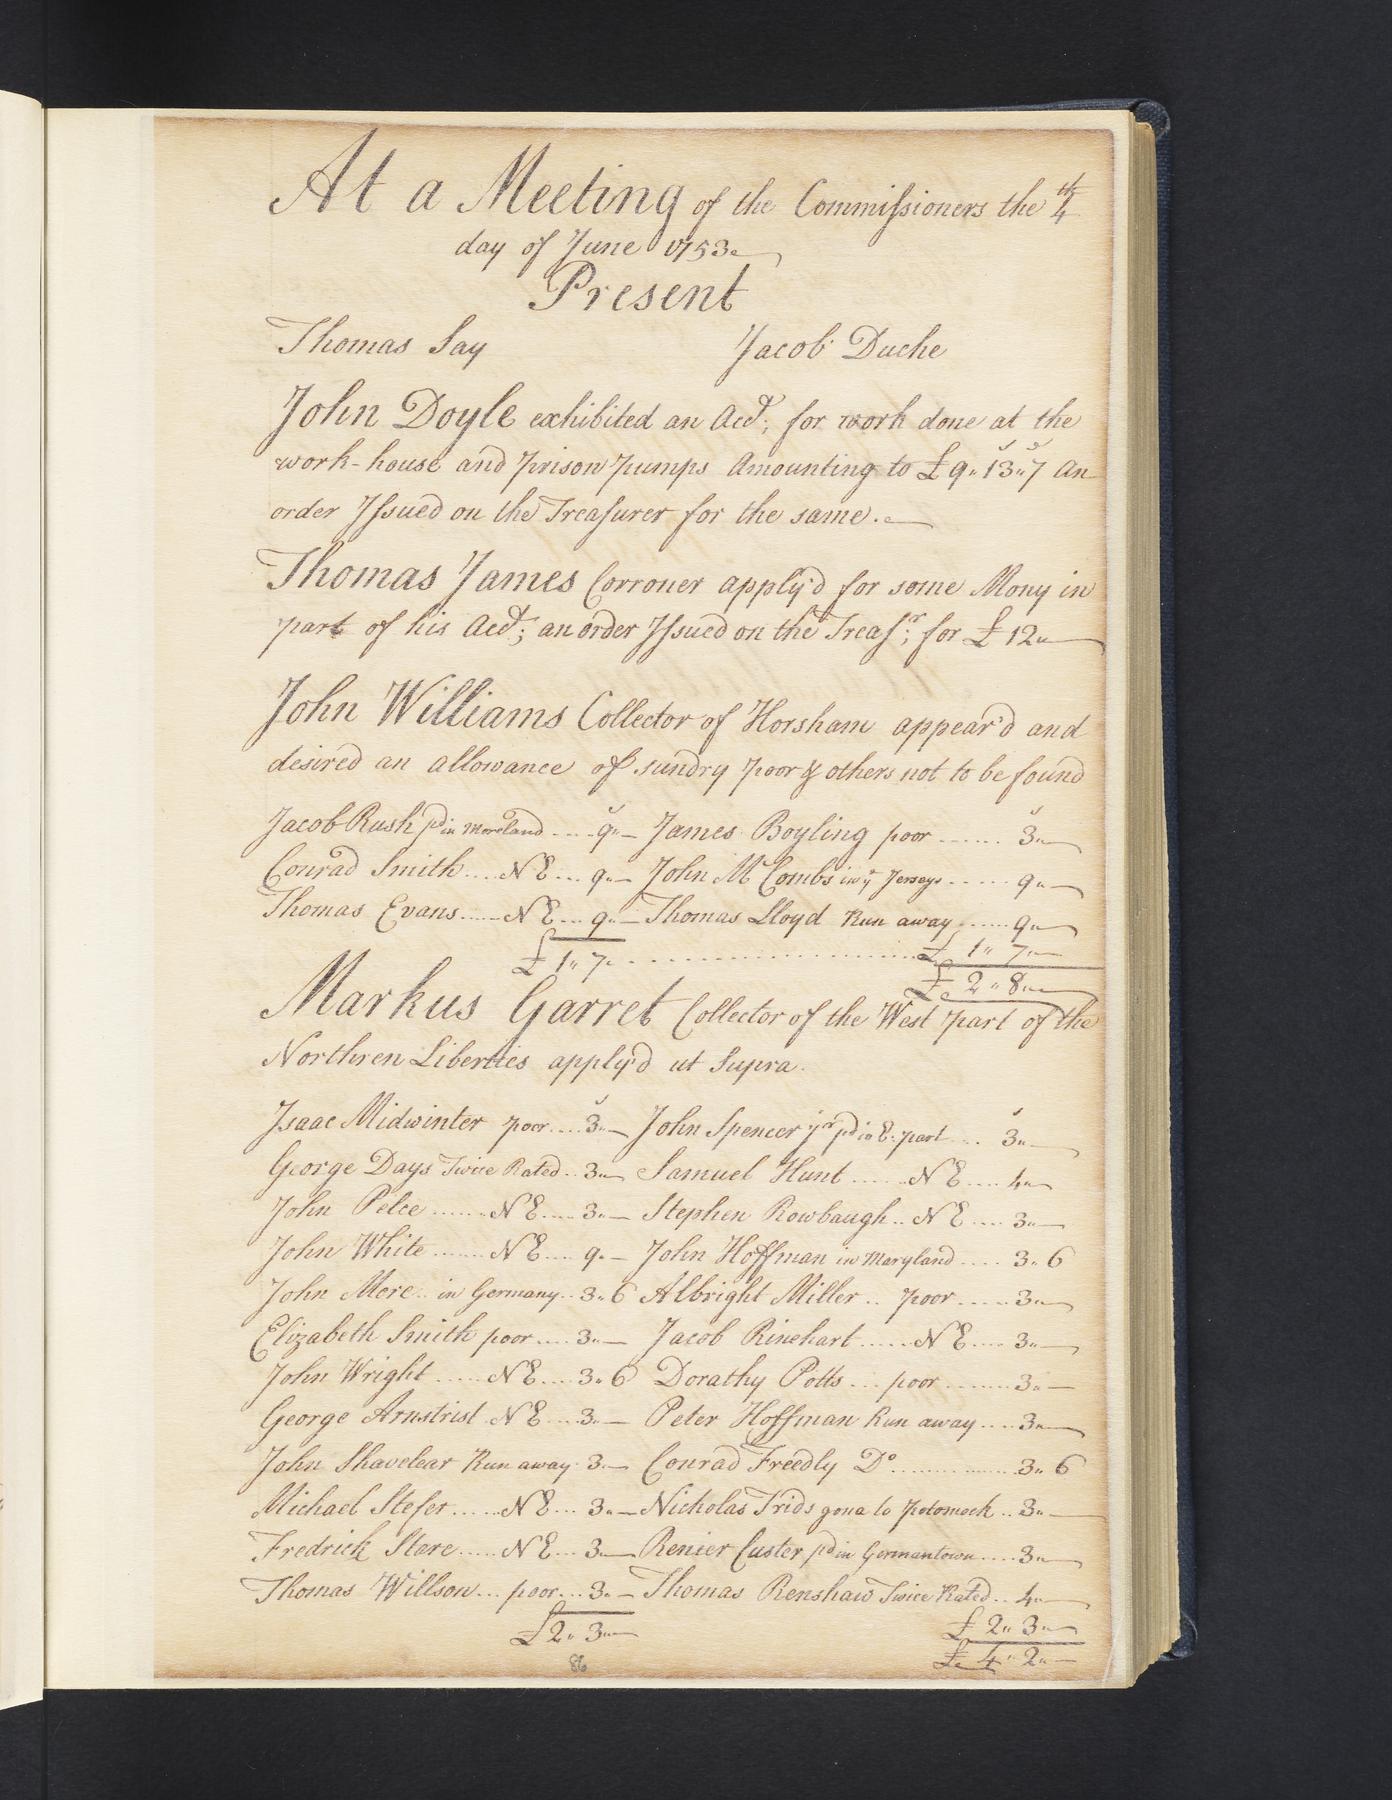 At a Meeting of the Commissioners the 4th
day of June 1753
Present
Thomas Say Jacob Duche
John Doyle exhibited an Acct; for work done at the
work-house and prison pumps Amounting to £9"13s"7d An
order Issued on the Treasurer for the same.
Thomas James Corroner apply'd for some Mony in
part of his Acct; an order Issued on the Treasr; for £12"
John Williams Collector of Horsham appear'd and
desired an allowance of sundry poor & others not to be found
Jacob Rush pd in Moreland .... 9s" — James Boyling poor ...... 3s"
Conrad Smith .... N E ... 9" — John McCombs in ye Jerseys ...... 9"
Thomas Evans ..... N E ... 9" — Thomas Lloyd Run away ..... 9"
£1" 7" ............ £ 1" 7"
£ 2" 8"
Markus Garret Collector of the West part of the
Northren Liberties apply'd ut Supra.
Isaac Midwinter poor .... 3s" — John Spencer jr pd in E: part ... 3s"
George Days Twice Rated .. 3" — Samuel Hunt ...... N E .... 4"
John Pelce ...... N E .... 3" — Stephen Rowbaugh .. N E .... 3"
John White ...... N E .... 9" — John Hoffman in Maryland .... 3" 6
John Mere .. in Germany .. 3" 6 Albright Miller .. poor ..... 3"
Elizabeth Smith poor .... 3" — Jacob Rinehart ..... N E .... 3"
John Wright ..... N E .... 3" 6 Dorathy Potts ... poor ....... 3" —
George Arnstrist N E ... 3" — Peter Hoffman Run away .... 3"
John Shavelear Run away . 3" — Conrad Freedly Do ............ 3" 6
Michael Stefer ..... N E ... 3" — Nicholas Trids gone to Potomock .. 3"
Fredrick Stare ..... N E ... 3" — Renier Custer pd in Germantown ..... 3"
Thomas Willson ... poor ... 3" — Thomas Renshaw Twice Rated .. 4"
£2" 3" £ 2" 3"
£ 4" 2"
86